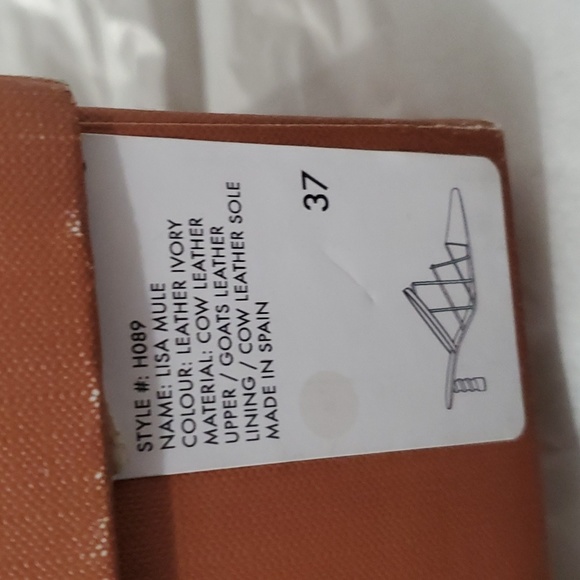 STYLE #: H089
NAME: LISA MULE
COLOUR: LEATHER IVORY
MATERIAL: COW LEATHER
UPPER / GOATS LEATHER
LINING / COW LEATHER SOLE
MADE IN SPAIN
37